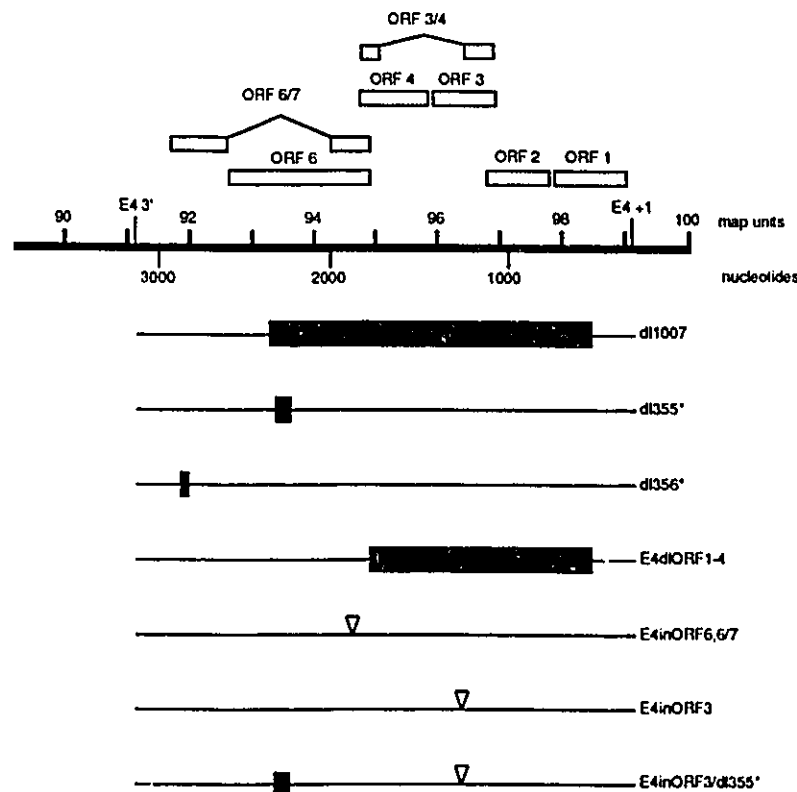 ORF 3/4
ORF 4 ORF 3
ORF 6/7
ORF 6
ORF 2 ORF 1
E4 3' E4 +1
90 92 94 96 98 100 map units
3000 2000 1000 nucleotides
dl1007
dl355*
dl356*
E4dlORF1-4
E4inORF6,6/7
E4inORF3
E4inORF3/dl355*